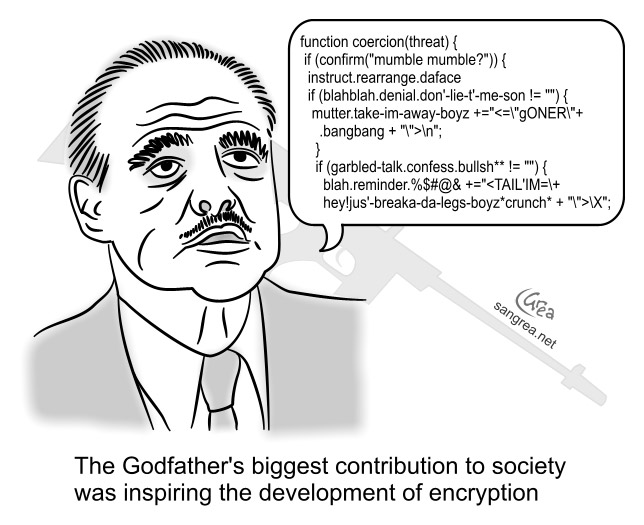 function coercion(threat) {
if (confirm("mumble mumble?")) {
instruct.rearrange.daface
if (blahblah.denial.don'-lie-t'-me-son != "") {
mutter.take-im-away-boyz +="<=\"gONER\"+
.bangbang + "\">\n";
}
if (garbled-talk.confess.bullsh** != "") {
blah.reminder.%$#@& +="<TAIL'IM=\+
hey!jus'-breaka-da-legs-boyz*crunch* + "\">\X";
Grea
sangrea.net
The Godfather's biggest contribution to society
was inspiring the development of encryption